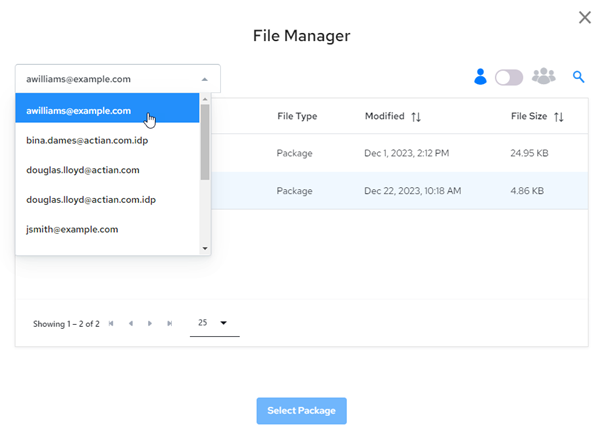 File Manager
awilliams@example.com
awilliams@example.com
bina.dames@actian.com.idp
douglas.lloyd@actian.com
douglas.lloyd@actian.com.idp
jsmith@example.com
File Type Modified File Size
Package Dec 1, 2023, 2:12 PM 24.95 KB
Package Dec 22, 2023, 10:18 AM 4.86 KB
Showing 1 – 2 of 2 25
Select Package